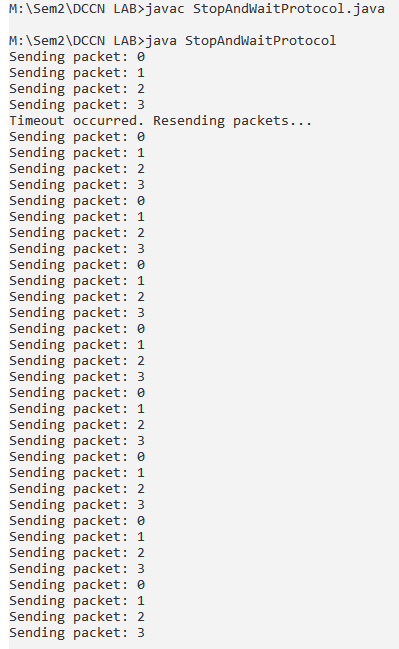 M:\Sem2\DCCN LAB>javac StopAndWaitProtocol.java
M:\Sem2\DCCN LAB>java StopAndWaitProtocol
Sending packet: 0
Sending packet: 1
Sending packet: 2
Sending packet: 3
Timeout occurred. Resending packets...
Sending packet: 0
Sending packet: 1
Sending packet: 2
Sending packet: 3
Sending packet: 0
Sending packet: 1
Sending packet: 2
Sending packet: 3
Sending packet: 0
Sending packet: 1
Sending packet: 2
Sending packet: 3
Sending packet: 0
Sending packet: 1
Sending packet: 2
Sending packet: 3
Sending packet: 0
Sending packet: 1
Sending packet: 2
Sending packet: 3
Sending packet: 0
Sending packet: 1
Sending packet: 2
Sending packet: 3
Sending packet: 0
Sending packet: 1
Sending packet: 2
Sending packet: 3
Sending packet: 0
Sending packet: 1
Sending packet: 2
Sending packet: 3